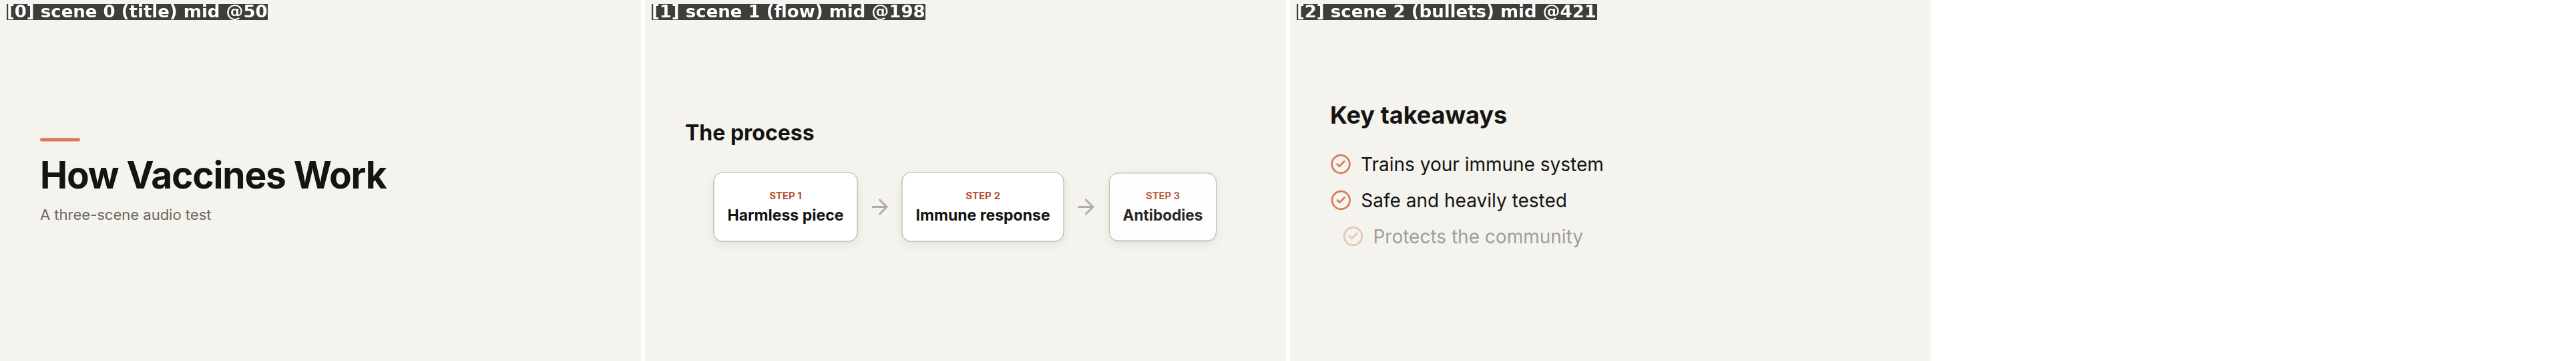 [0] scene 0 (title) mid @50
How Vaccines Work
A three-scene audio test
[1] scene 1 (flow) mid @198
The process
STEP 1
Harmless piece
STEP 2
Immune response
STEP 3
Antibodies
[2] scene 2 (bullets) mid @421
Key takeaways
Trains your immune system
Safe and heavily tested
Protects the community